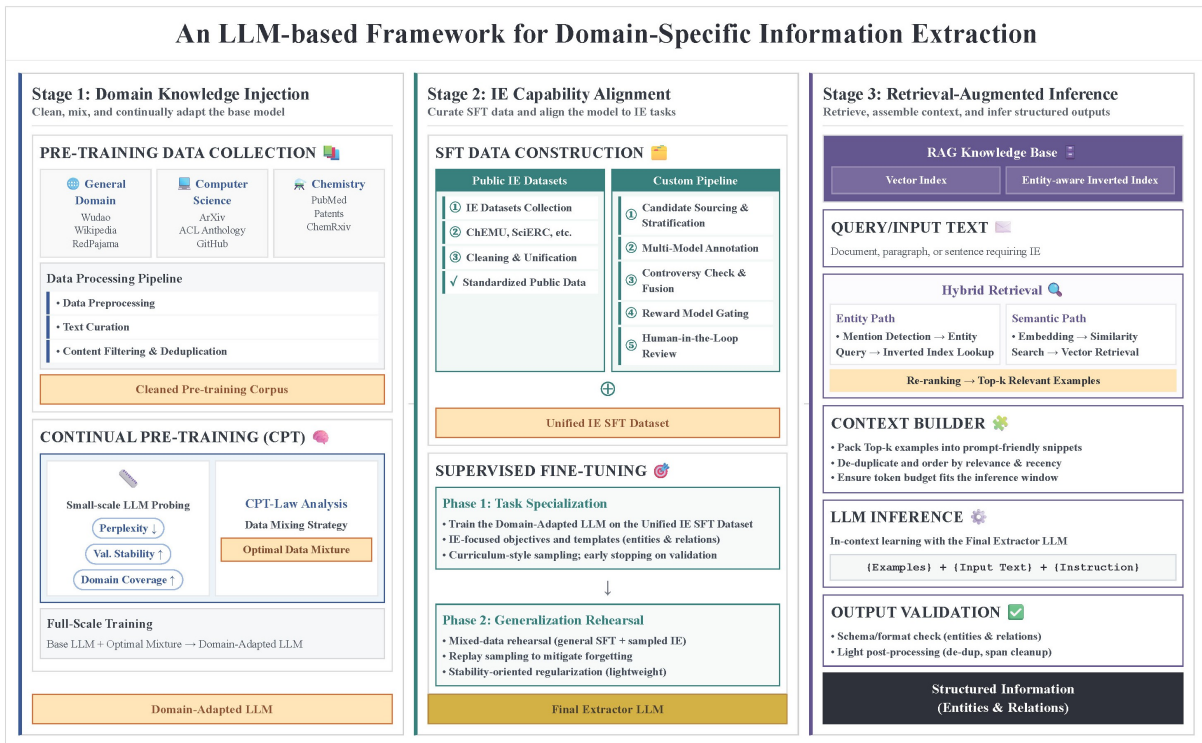 An LLM-based Framework for Domain-Specific Information Extraction
Stage 1: Domain Knowledge Injection
Clean, mix, and continually adapt the base model
PRE-TRAINING DATA COLLECTION
General
Domain
Wudao
Wikipedia
RedPajama
Computer
Science
ArXiv
ACL Anthology
GitHub
Chemistry
PubMed
Patents
ChemRxiv
Data Processing Pipeline
• Data Preprocessing
• Text Curation
• Content Filtering & Deduplication
Cleaned Pre-training Corpus
CONTINUAL PRE-TRAINING (CPT)
Small-scale LLM Probing
Perplexity ↓
Val. Stability ↑
Domain Coverage ↑
CPT-Law Analysis
Data Mixing Strategy
Optimal Data Mixture
Full-Scale Training
Base LLM + Optimal Mixture → Domain-Adapted LLM
Domain-Adapted LLM
Stage 2: IE Capability Alignment
Curate SFT data and align the model to IE tasks
SFT DATA CONSTRUCTION
Public IE Datasets
① IE Datasets Collection
② ChEMU, SciERC, etc.
③ Cleaning & Unification
√ Standardized Public Data
Custom Pipeline
① Candidate Sourcing &
Stratification
② Multi-Model Annotation
③ Controversy Check &
Fusion
④ Reward Model Gating
⑤ Human-in-the-Loop
Review
⊕
Unified IE SFT Dataset
SUPERVISED FINE-TUNING
Phase 1: Task Specialization
• Train the Domain-Adapted LLM on the Unified IE SFT Dataset
• IE-focused objectives and templates (entities & relations)
• Curriculum-style sampling; early stopping on validation
↓
Phase 2: Generalization Rehearsal
• Mixed-data rehearsal (general SFT + sampled IE)
• Replay sampling to mitigate forgetting
• Stability-oriented regularization (lightweight)
Final Extractor LLM
Stage 3: Retrieval-Augmented Inference
Retrieve, assemble context, and infer structured outputs
RAG Knowledge Base
Vector Index
Entity-aware Inverted Index
QUERY/INPUT TEXT
Document, paragraph, or sentence requiring IE
Hybrid Retrieval
Entity Path
• Mention Detection → Entity
Query → Inverted Index Lookup
Semantic Path
• Embedding → Similarity
Search → Vector Retrieval
Re-ranking → Top-k Relevant Examples
CONTEXT BUILDER
• Pack Top-k examples into prompt-friendly snippets
• De-duplicate and order by relevance & recency
• Ensure token budget fits the inference window
LLM INFERENCE
In-context learning with the Final Extractor LLM
{Examples} + {Input Text} + {Instruction}
OUTPUT VALIDATION
• Schema/format check (entities & relations)
• Light post-processing (de-dup, span cleanup)
Structured Information
(Entities & Relations)